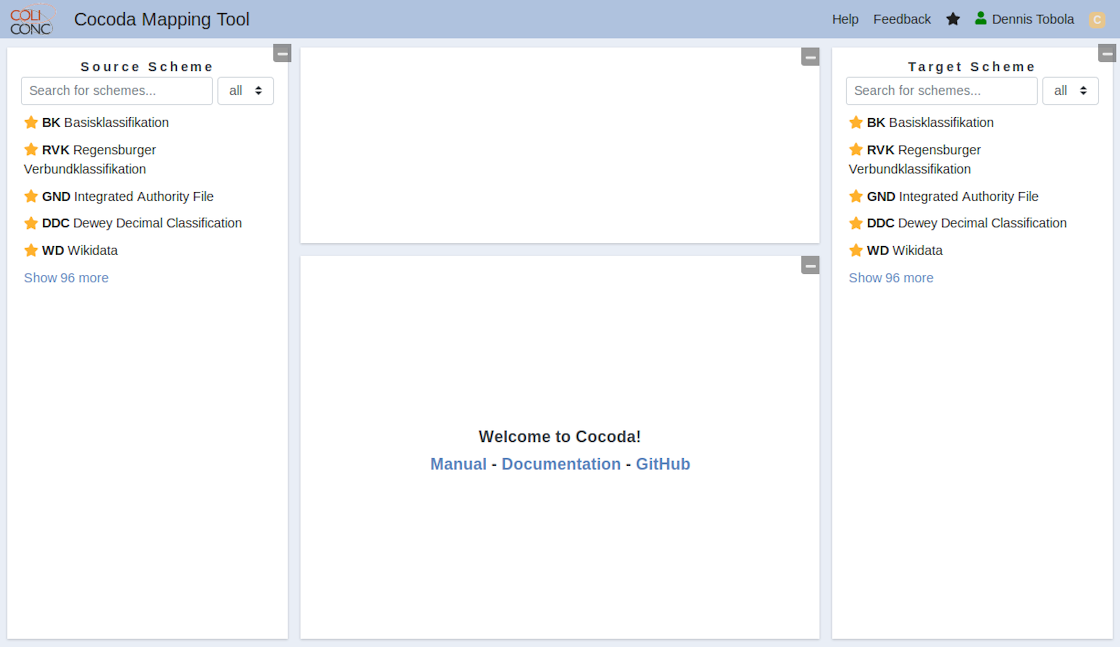 COLI
CONC
Cocoda Mapping Tool
Help Feedback Dennis Tobola C
Source Scheme
Search for schemes... all
BK Basisklassifikation
RVK Regensburger
Verbundklassifikation
GND Integrated Authority File
DDC Dewey Decimal Classification
WD Wikidata
Show 96 more
Welcome to Cocoda!
Manual - Documentation - GitHub
Target Scheme
Search for schemes... all
BK Basisklassifikation
RVK Regensburger
Verbundklassifikation
GND Integrated Authority File
DDC Dewey Decimal Classification
WD Wikidata
Show 96 more